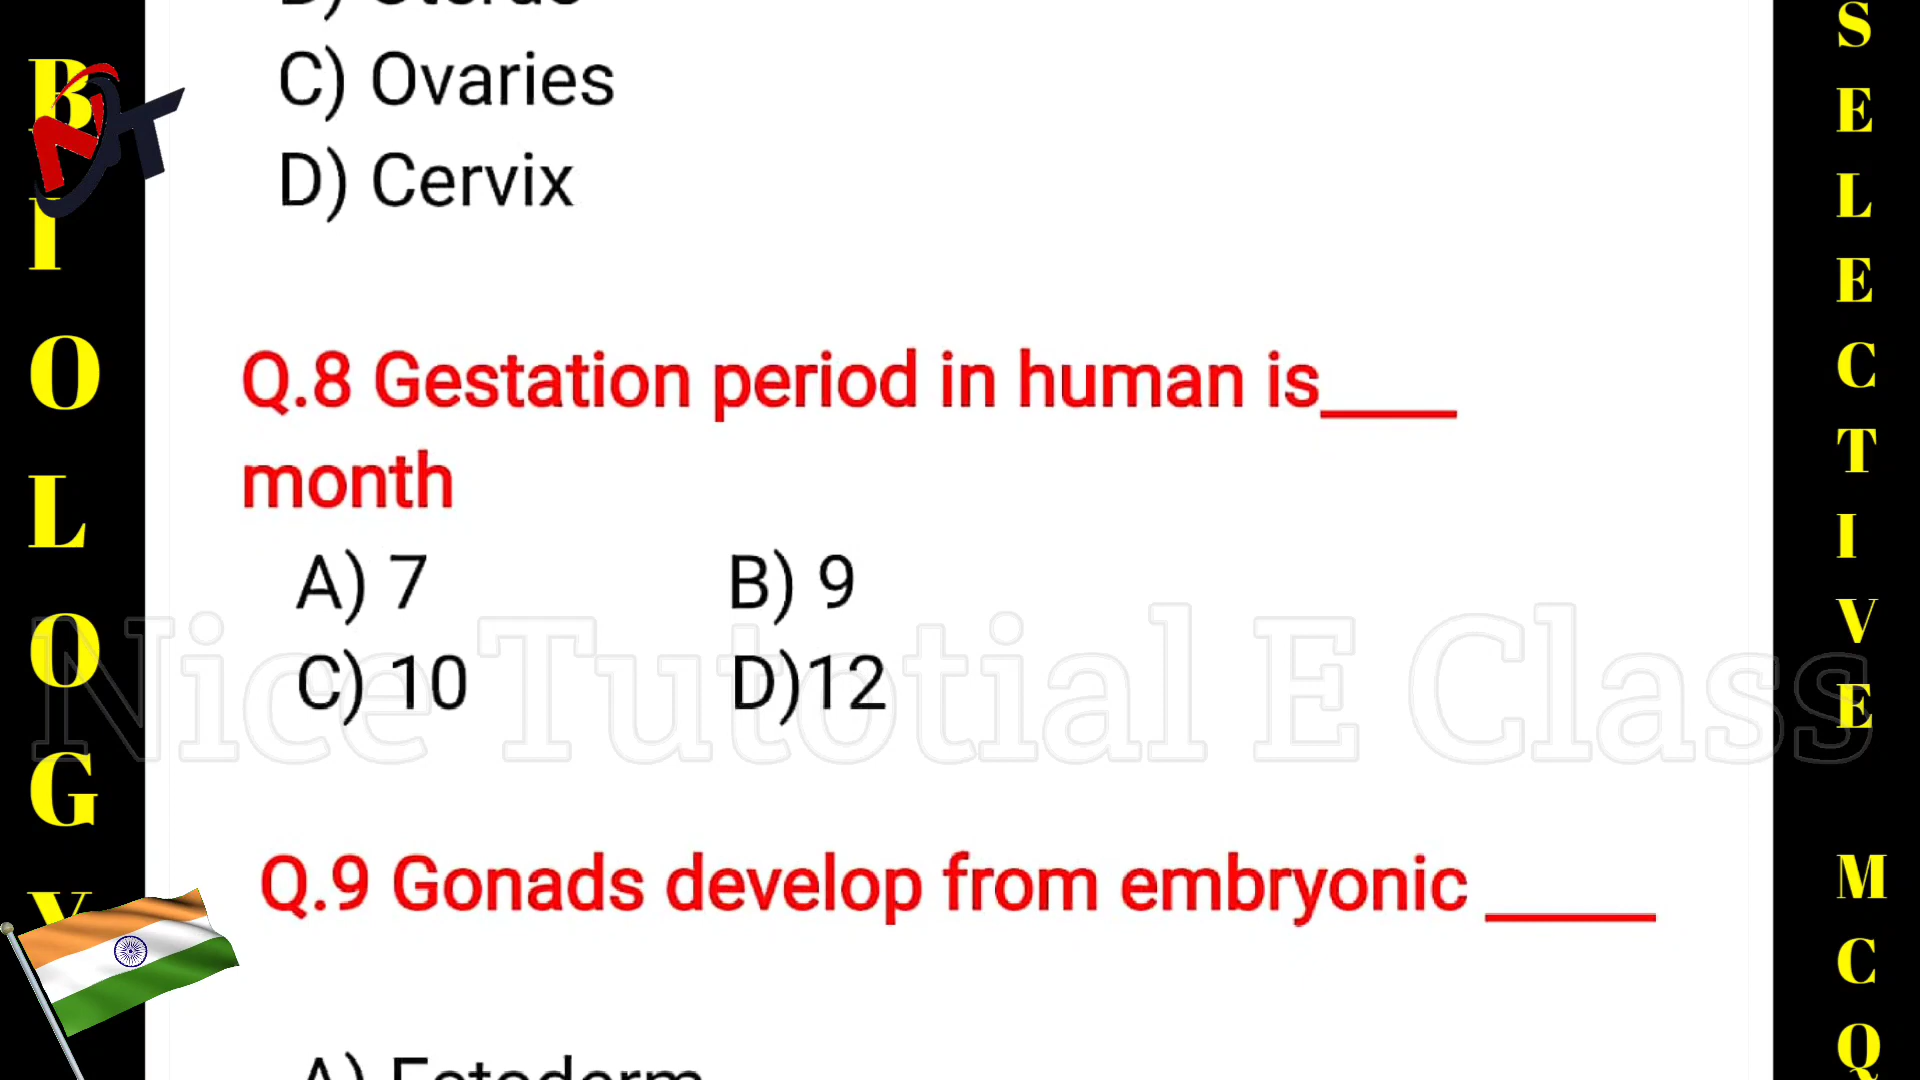 C) Ovaries
D) Cervix
Q.8 Gestation period in human is____
month
A) 7 B) 9
C) 10 D)12
Nice Tutotial E Class
Q.9 Gonads develop from embryonic _____
A) Ectoderm
BIOLOGY
SELECTIVE MCQ